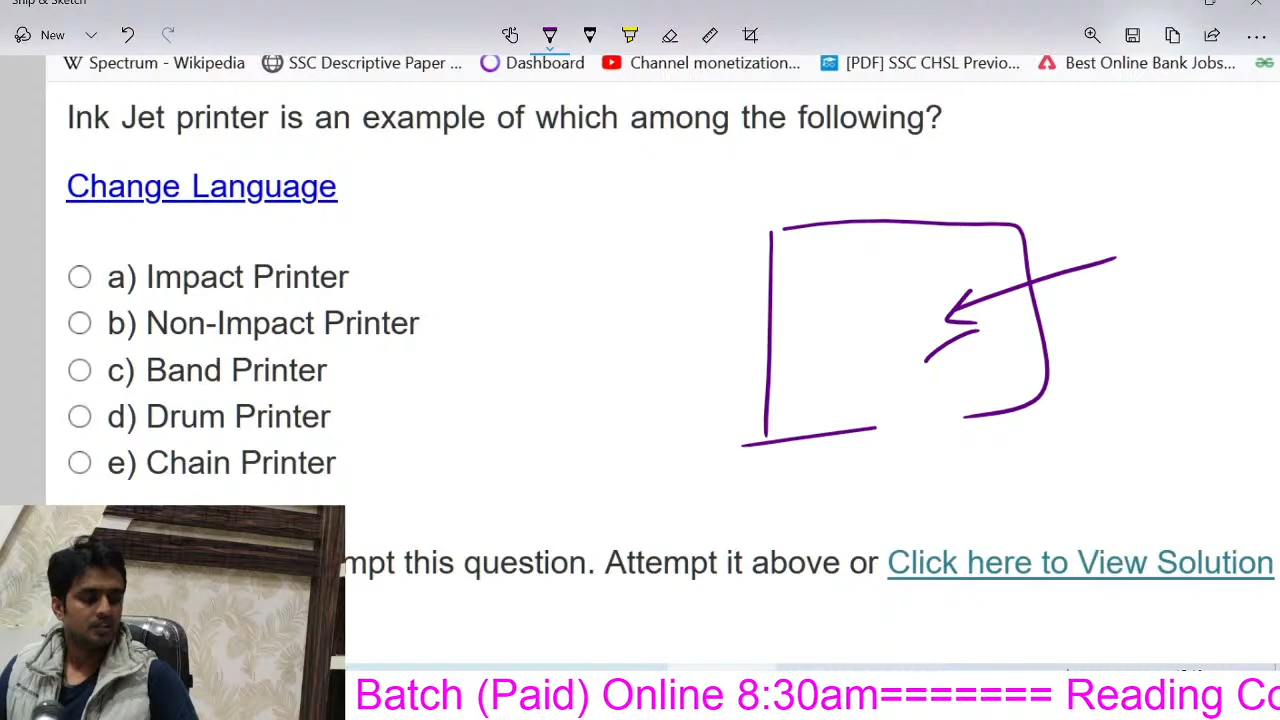 New
Spectrum - Wikipedia SSC Descriptive Paper ... Dashboard Channel monetization... [PDF] SSC CHSL Previo... Best Online Bank Jobs...
Ink Jet printer is an example of which among the following?
Change Language
a) Impact Printer
b) Non-Impact Printer
c) Band Printer
d) Drum Printer
e) Chain Printer
mpt this question. Attempt it above or Click here to View Solution
Batch (Paid) Online 8:30am======= Reading Co